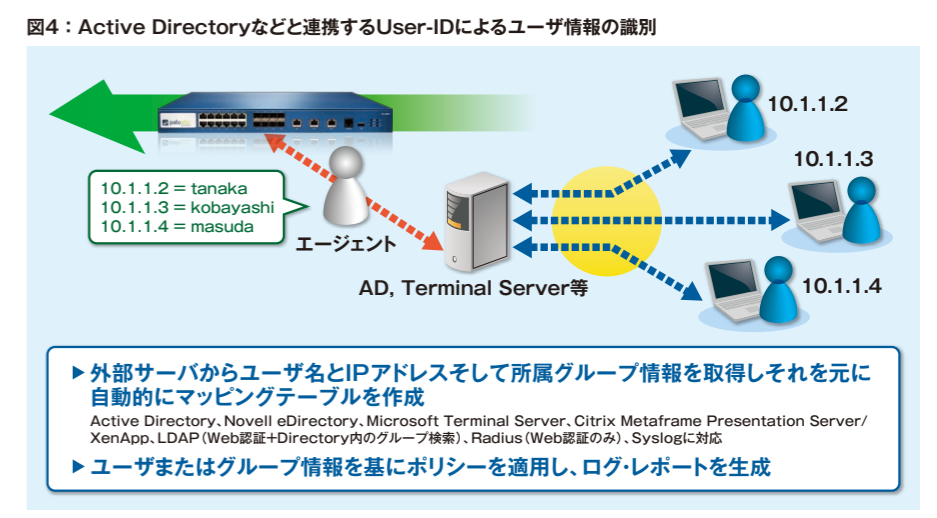 図4：Active Directoryなどと連携するUser-IDによるユーザ情報の識別
10.1.1.2
10.1.1.3
10.1.1.2 = tanaka
10.1.1.3 = kobayashi
10.1.1.4 = masuda
エージェント
AD, Terminal Server等
10.1.1.4
▶外部サーバからユーザ名とIPアドレスそして所属グループ情報を取得しそれを元に
自動的にマッピングテーブルを作成
Active Directory、Novell eDirectory、Microsoft Terminal Server、Citrix Metaframe Presentation Server/
XenApp、LDAP（Web認証+Directory内のグループ検索）、Radius（Web認証のみ）、Syslogに対応
▶ユーザまたはグループ情報を基にポリシーを適用し、ログ・レポートを生成